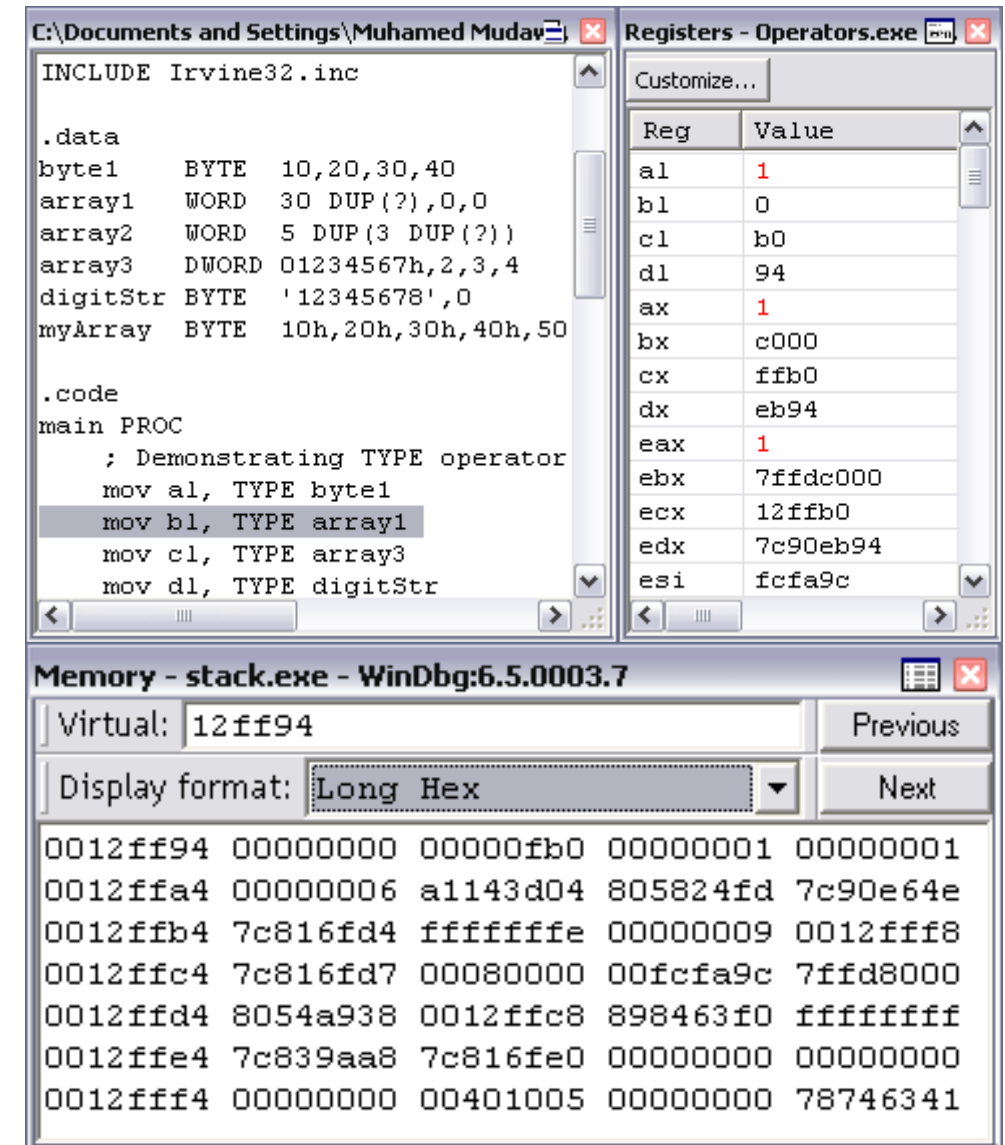 C:\Documents and Settings\Muhamed Mudav
INCLUDE Irvine32.inc
.data
byte1 BYTE 10,20,30,40
array1 WORD 30 DUP(?),0,0
array2 WORD 5 DUP(3 DUP(?))
array3 DWORD 01234567h,2,3,4
digitStr BYTE '12345678',0
myArray BYTE 10h,20h,30h,40h,50
.code
main PROC
; Demonstrating TYPE operator
mov al, TYPE byte1
mov bl, TYPE array1
mov cl, TYPE array3
mov dl, TYPE digitStr
Registers - Operators.exe
Customize...
Reg Value
al 1
bl 0
cl b0
dl 94
ax 1
bx c000
cx ffb0
dx eb94
eax 1
ebx 7ffdc000
ecx 12ffb0
edx 7c90eb94
esi fcfa9c
Memory - stack.exe - WinDbg:6.5.0003.7
Virtual: 12ff94 Previous
Display format: Long Hex Next
0012ff94 00000000 00000fb0 00000001 00000001
0012ffa4 00000006 a1143d04 805824fd 7c90e64e
0012ffb4 7c816fd4 fffffffe 00000009 0012fff8
0012ffc4 7c816fd7 00080000 00fcfa9c 7ffd8000
0012ffd4 8054a938 0012ffc8 898463f0 ffffffff
0012ffe4 7c839aa8 7c816fe0 00000000 00000000
0012fff4 00000000 00401005 00000000 78746341